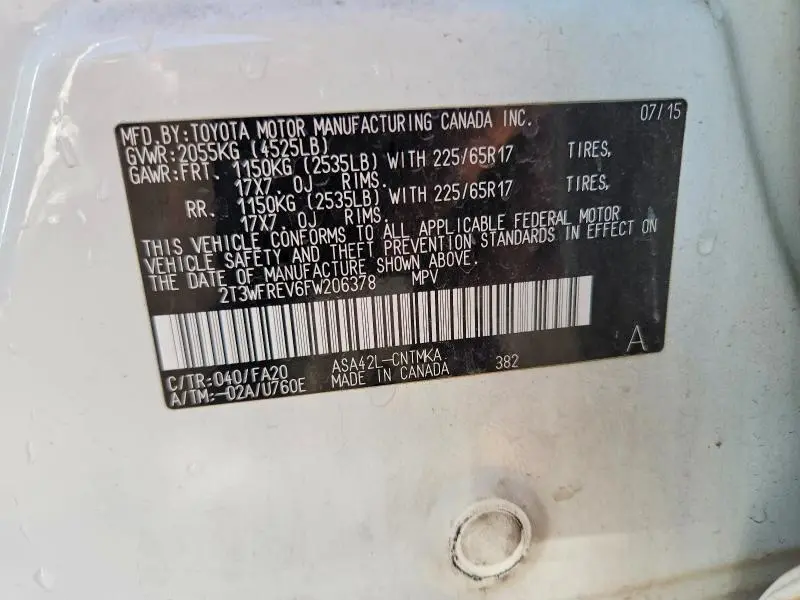 MFD.BY:TOYOTA MOTOR MANUFACTURING CANADA INC. 07/15
GVWR:2055KG (4525LB)
GAWR:FRT. 1150KG (2535LB) WITH 225/65R17 TIRES,
17X7.0J RIMS.
RR. 1150KG (2535LB) WITH 225/65R17 TIRES,
17X7.0J RIMS.
THIS VEHICLE CONFORMS TO ALL APPLICABLE FEDERAL MOTOR
VEHICLE SAFETY AND THEFT PREVENTION STANDARDS IN EFFECT ON
THE DATE OF MANUFACTURE SHOWN ABOVE.
2T3WFREV6FW206378 MPV
C/TR:040/FA20 ASA42L-CNTMKA 382 A
A/TM:-02A/U760E MADE IN CANADA